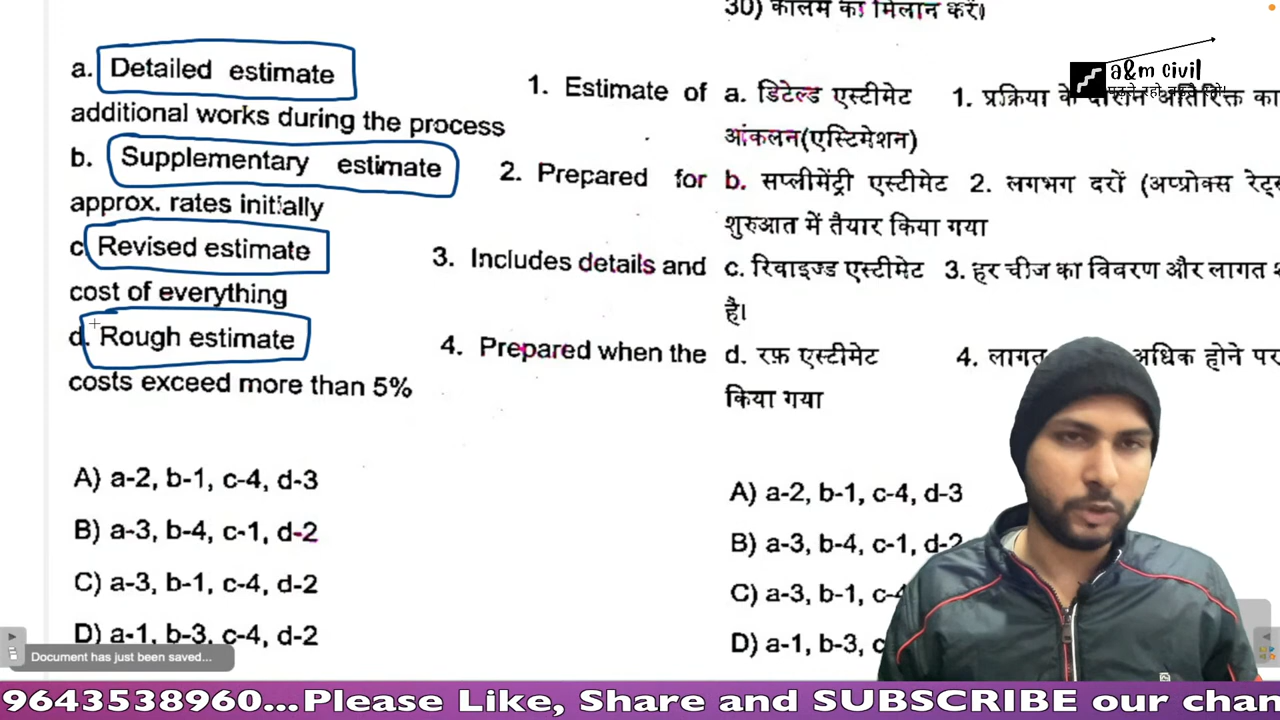 30) कॉलम का मिलान करें।
a&m civil
पढ़ते रहो बढ़ते रहो।
a. Detailed estimate 1. Estimate of
additional works during the process
b. Supplementary estimate 2. Prepared for
approx. rates initially
c. Revised estimate 3. Includes details and
cost of everything
d. Rough estimate 4. Prepared when the
costs exceed more than 5%
A) a-2, b-1, c-4, d-3
B) a-3, b-4, c-1, d-2
C) a-3, b-1, c-4, d-2
D) a-1, b-3, c-4, d-2
a. डिटेल्ड एस्टीमेट 1. प्रक्रिया के दौरान अतिरिक्त
आंकलन(एस्टिमेशन)
b. सप्लीमेंट्री एस्टीमेट 2. लगभग दरों (अप्प्रोक्स
शुरुआत में तैयार किया गया
c. रिवाइज्ड एस्टीमेट 3. हर चीज का विवरण और लागत
है।
d. रफ़ एस्टीमेट 4. लागत अधिक होने पर
किया गया
A) a-2, b-1, c-4, d-3
B) a-3, b-4, c-1, d-2
C) a-3, b-1,
D) a-1, b-3,
Document has just been saved...
9643538960...Please Like, Share and SUBSCRIBE our